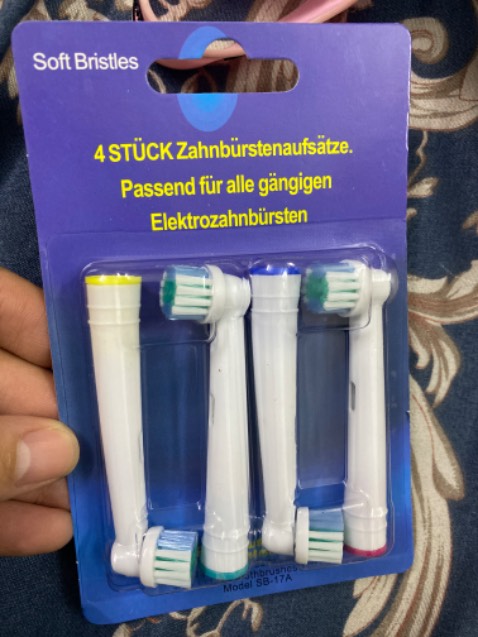 Soft Bristles
4 STÜCK Zahnbürstenaufsätze.
Passend für alle gängigen
Elektrozahnbürsten
Model SB-17A